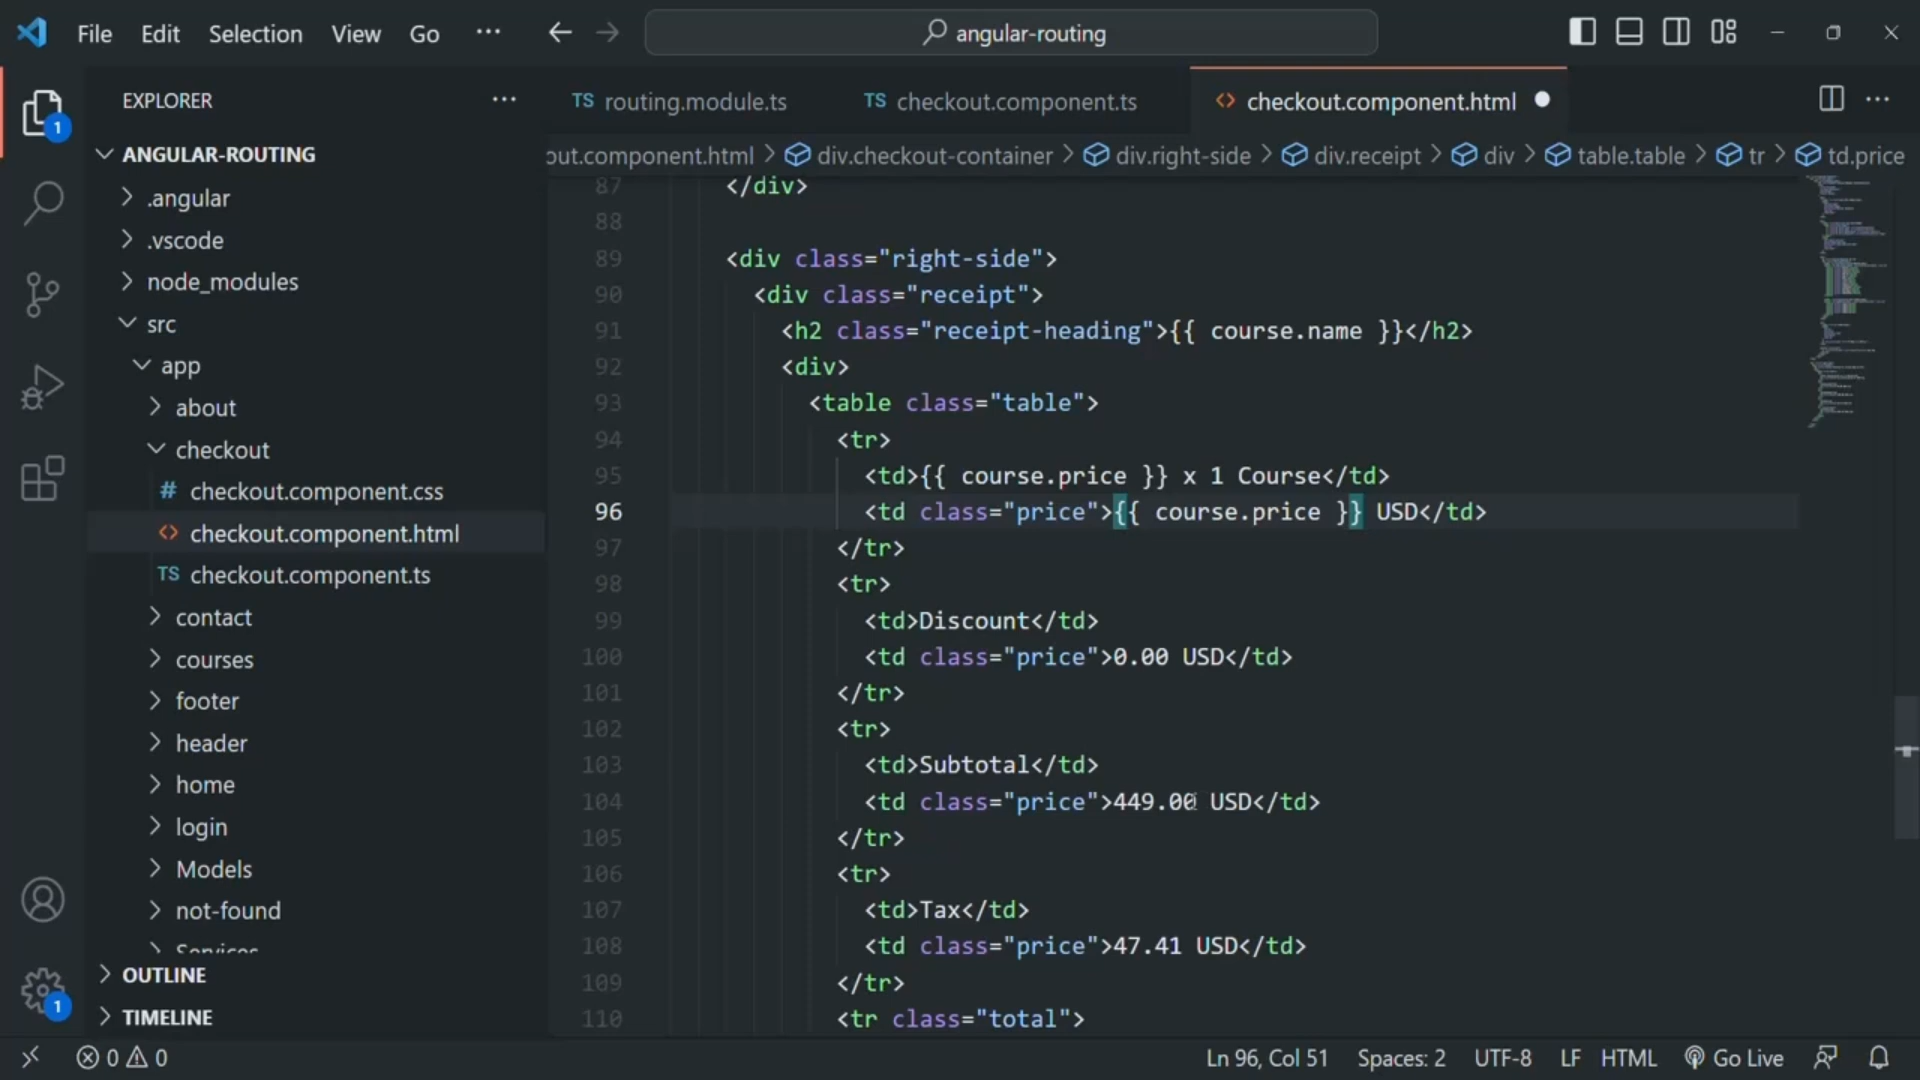 File Edit Selection View Go ··· angular-routing
EXPLORER ···
ANGULAR-ROUTING
.angular
.vscode
node_modules
src
app
about
checkout
# checkout.component.css
<> checkout.component.html
TS checkout.component.ts
contact
courses
footer
header
home
login
Models
not-found
Services
OUTLINE
TIMELINE
1
1
TS routing.module.ts TS checkout.component.ts <> checkout.component.html
out.component.html > div.checkout-container > div.right-side > div.receipt > div > table.table > tr > td.price
87 </div>
88
89 <div class="right-side">
90 <div class="receipt">
91 <h2 class="receipt-heading">{{ course.name }}</h2>
92 <div>
93 <table class="table">
94 <tr>
95 <td>{{ course.price }} x 1 Course</td>
96 <td class="price">{{ course.price }} USD</td>
97 </tr>
98 <tr>
99 <td>Discount</td>
100 <td class="price">0.00 USD</td>
101 </tr>
102 <tr>
103 <td>Subtotal</td>
104 <td class="price">449.00 USD</td>
105 </tr>
106 <tr>
107 <td>Tax</td>
108 <td class="price">47.41 USD</td>
109 </tr>
110 <tr class="total">
0 0 Ln 96, Col 51 Spaces: 2 UTF-8 LF HTML Go Live